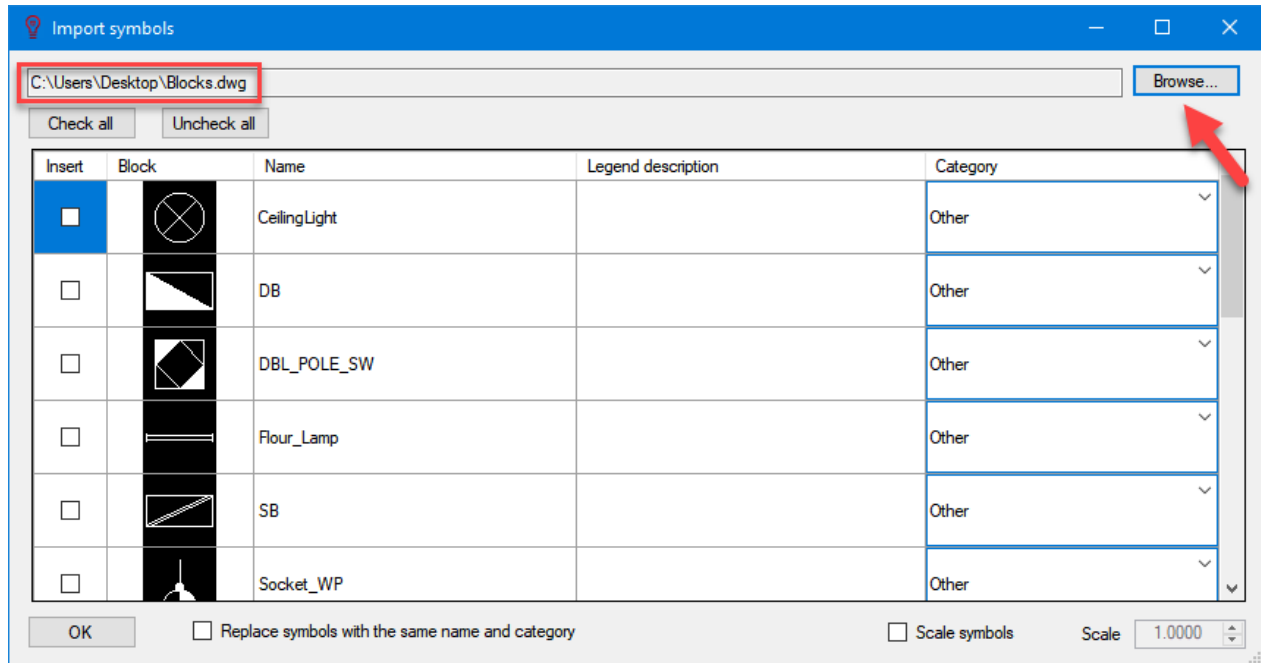 Import symbols
C:\Users\Desktop\Blocks.dwg Browse...
Check all Uncheck all
Insert Block Name Legend description Category
CeilingLight Other
DB Other
DBL_POLE_SW Other
Flour_Lamp Other
SB Other
Socket_WP Other
OK Replace symbols with the same name and category Scale symbols Scale 1.0000